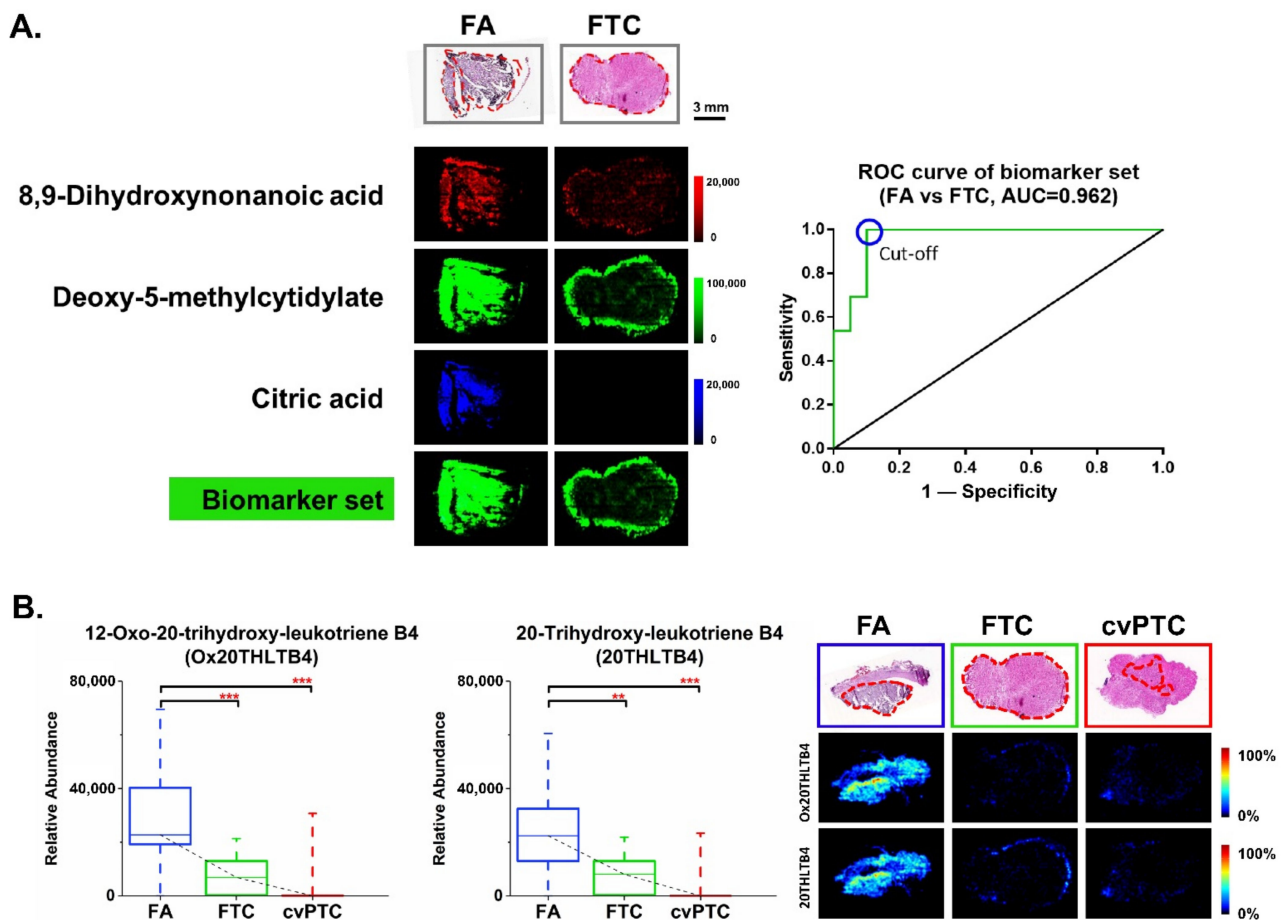 A.
FA
FTC
3 mm
8,9-Dihydroxynonanoic acid
20,000
0
Deoxy-5-methylcytidylate
100,000
0
Citric acid
20,000
0
Biomarker set
ROC curve of biomarker set
(FA vs FTC, AUC=0.962)
Cut-off
Sensitivity
1.0
0.8
0.6
0.4
0.2
0.0
0.0
0.2
0.4
0.6
0.8
1.0
1 — Specificity
B.
12-Oxo-20-trihydroxy-leukotriene B4
(Ox20THLTB4)
Relative Abundance
80,000
40,000
0
***
***
FA
FTC
cvPTC
20-Trihydroxy-leukotriene B4
(20THLTB4)
Relative Abundance
80,000
40,000
0
***
**
FA
FTC
cvPTC
FA
FTC
cvPTC
Ox20THLTB4
100%
0%
20THLTB4
100%
0%